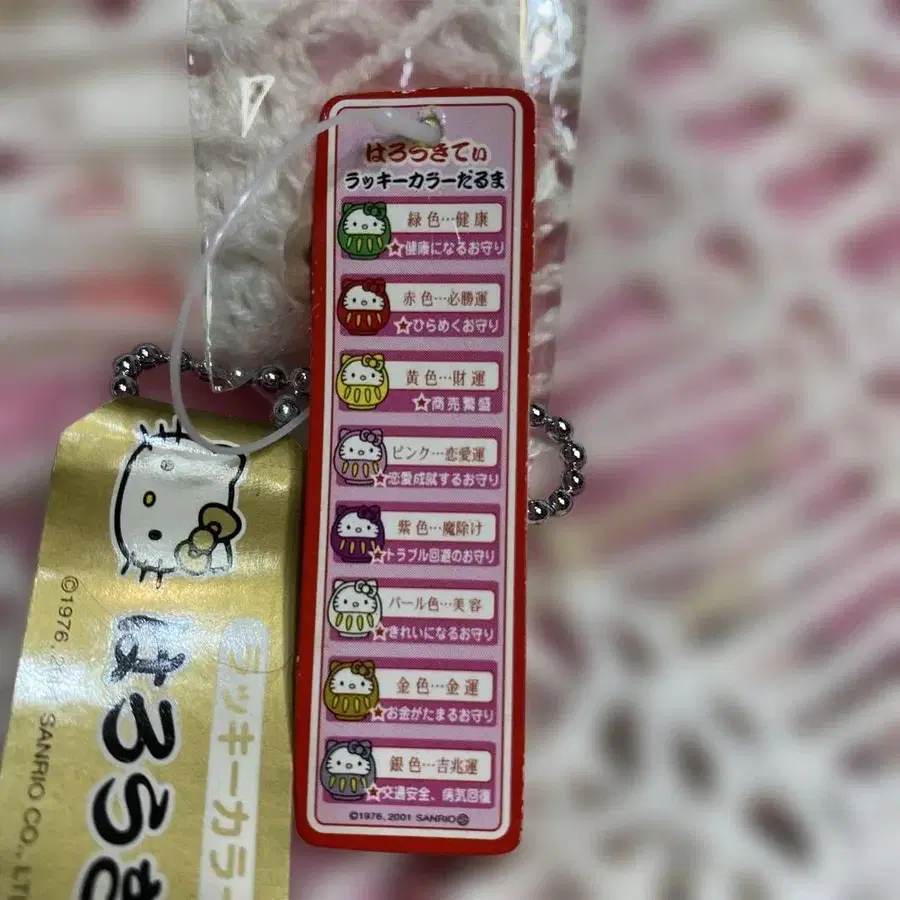 はろうきてぃ
ラッキーカラーだるま
緑色…健康
☆健康になるお守り
赤色…必勝運
☆ひらめくお守り
黄色…財運
☆商売繁盛
ピンク…恋愛運
☆恋愛成就するお守り
紫色…魔除け
☆トラブル回避のお守り
パール色…美容
☆きれいになるお守り
金色…金運
☆お金がたまるお守り
銀色…吉兆運
☆交通安全、病気回復
©1976, 2001 SANRIO
ラッキーカラー
はろう
©1976, 2
SANRIO CO., LT